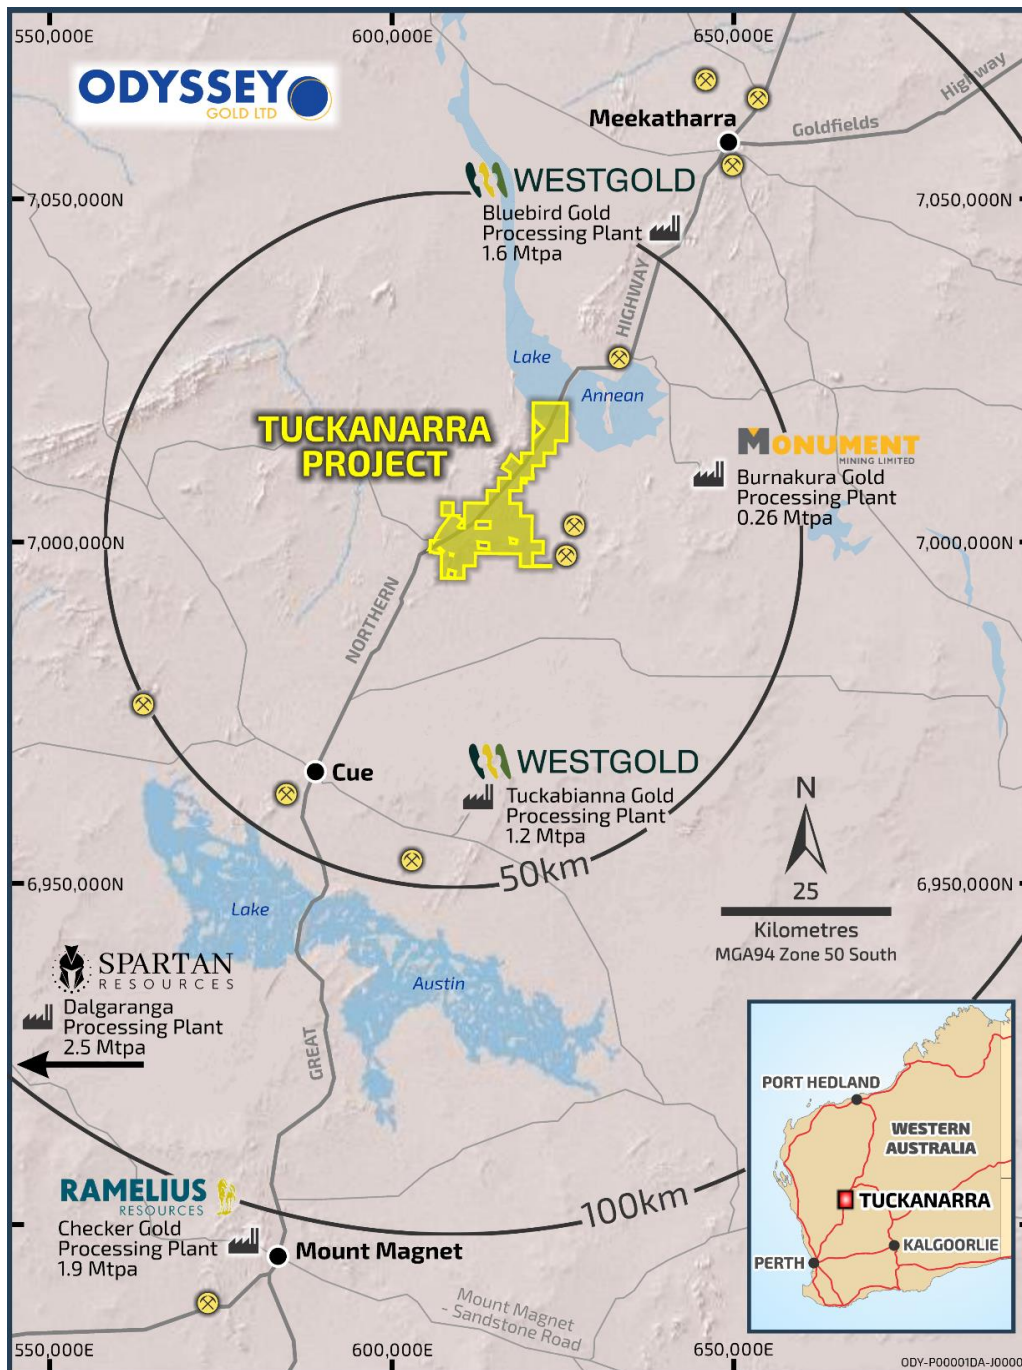 550,000E
600,000E
650,000E
ODYSSEY
GOLD LTD
Meekatharra
Goldfields
Highway
WESTGOLD
7,050,000N
7,050,000N
Bluebird Gold
Processing Plant
1.6 Mtpa
HIGHWAY
Lake
Annean
TUCKANARRA
PROJECT
MONUMENT
MINING LIMITED
Burnakura Gold
Processing Plant
0.26 Mtpa
7,000,000N
7,000,000N
NORTHERN
WESTGOLD
Cue
Tuckabianna Gold
Processing Plant
1.2 Mtpa
N
50km
6,950,000N
6,950,000N
25
Kilometres
MGA94 Zone 50 South
Lake
Austin
SPARTAN
RESOURCES
Dalgaranga
Processing Plant
2.5 Mtpa
GREAT
PORT HEDLAND
WESTERN
AUSTRALIA
TUCKANARRA
KALGOORLIE
PERTH
RAMELIUS
RESOURCES
100km
Checker Gold
Processing Plant
1.9 Mtpa
Mount Magnet
Mount Magnet
- Sandstone Road
550,000E
600,000E
650,000E